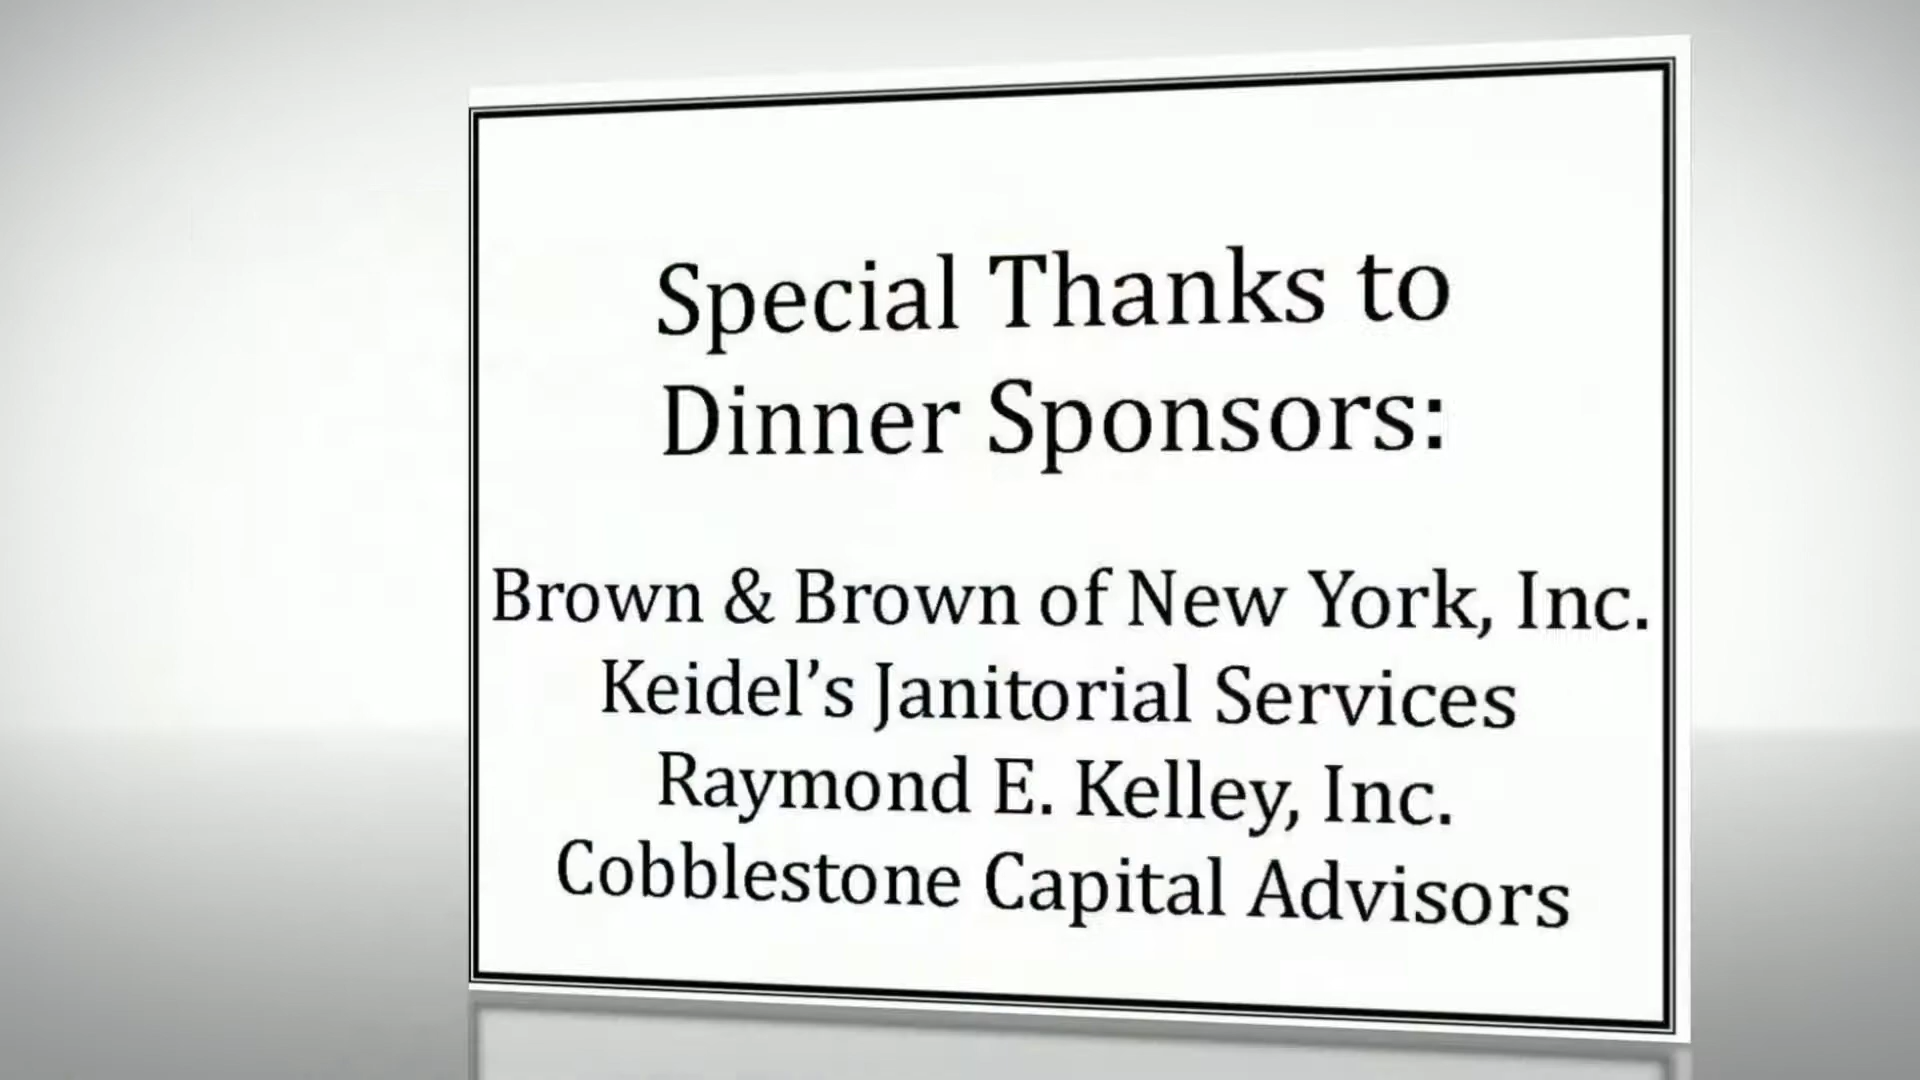 Special Thanks to
Dinner Sponsors:
Brown & Brown of New York, Inc.
Keidel’s Janitorial Services
Raymond E. Kelley, Inc.
Cobblestone Capital Advisors